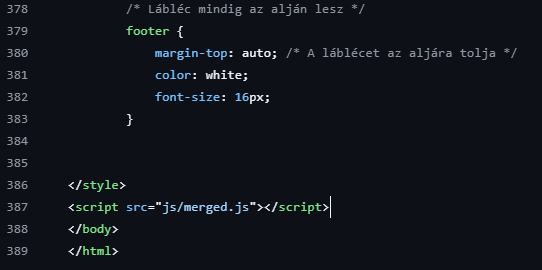 378 /* Lábléc mindig az alján lesz */
379 footer {
380 margin-top: auto; /* A láblécet az aljára tolja */
381 color: white;
382 font-size: 16px;
383 }
384
385
386 </style>
387 <script src="js/merged.js"></script>
388 </body>
389 </html>